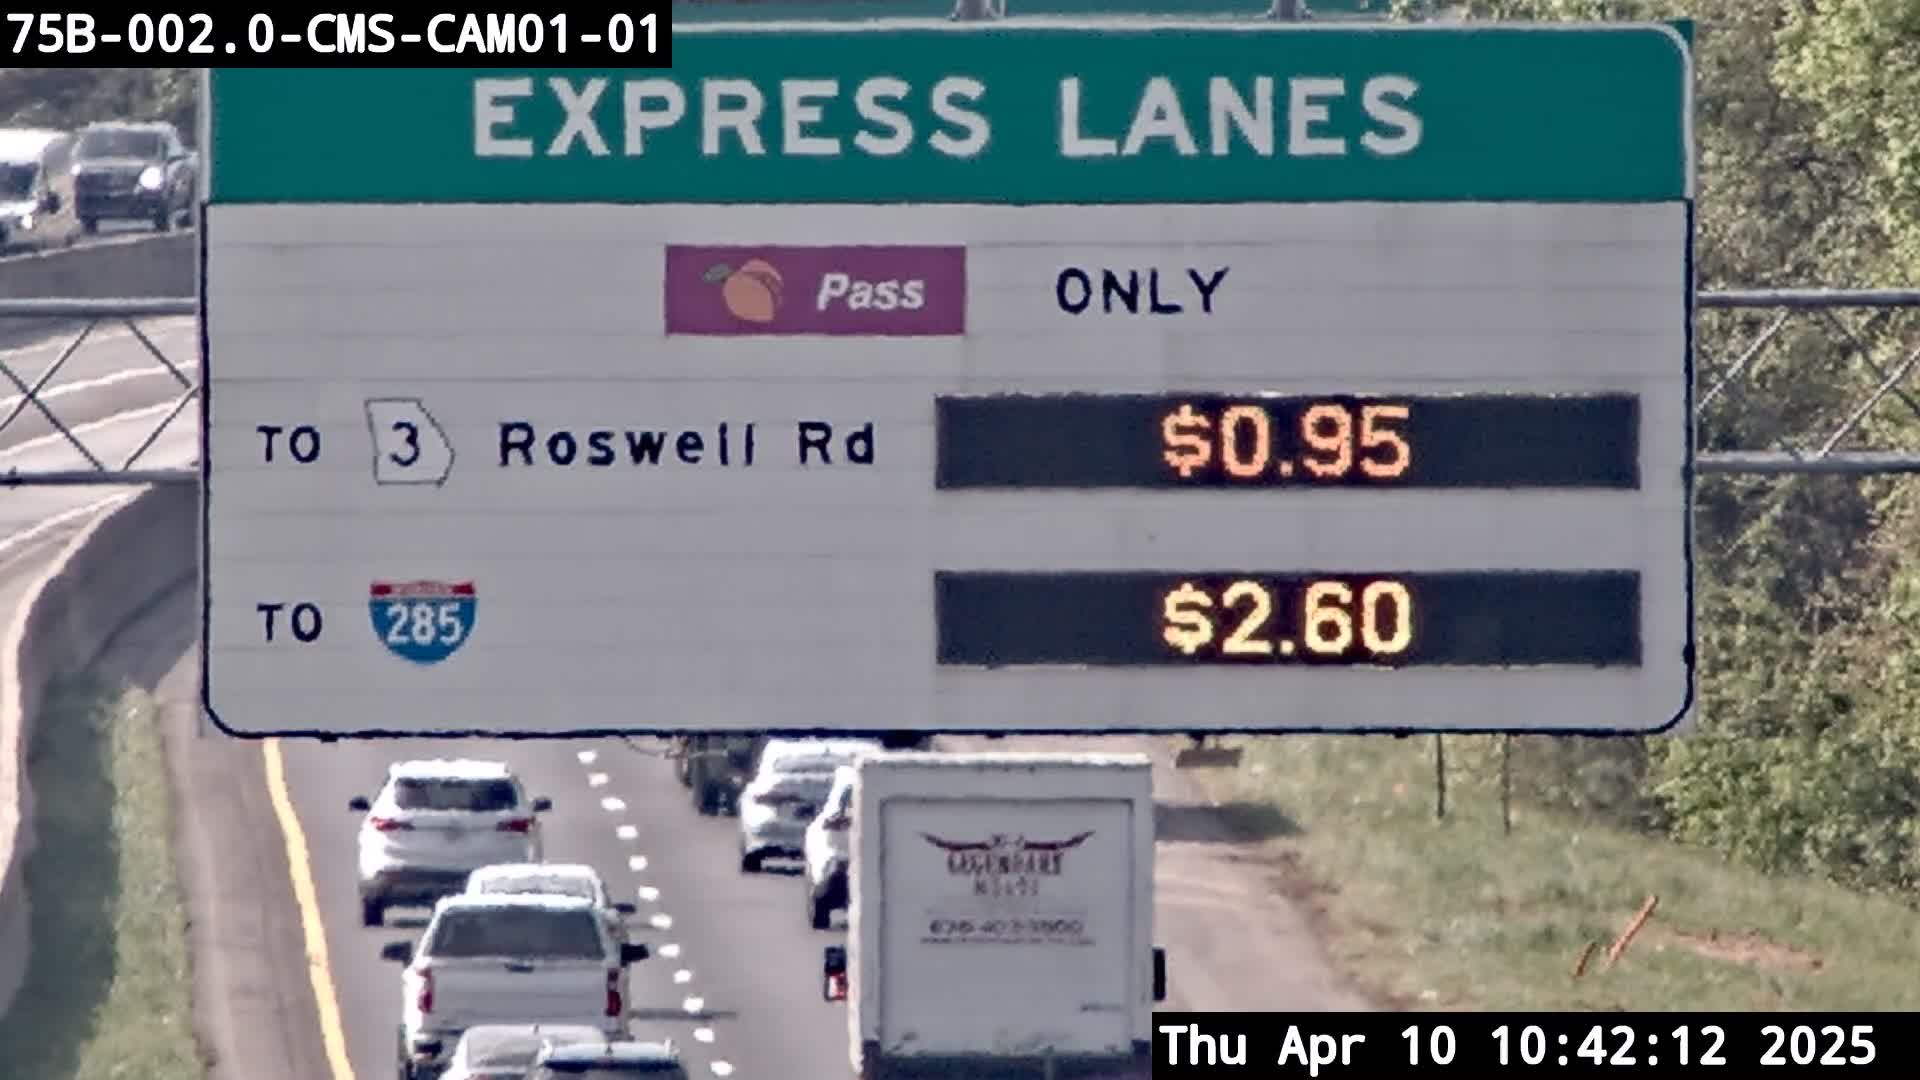 75B-002.0-CMS-CAM01-01
EXPRESS LANES
Pass ONLY
TO 3 Roswell Rd $0.95
TO 285 $2.60
LEGENDARY
Thu Apr 10 10:42:12 2025